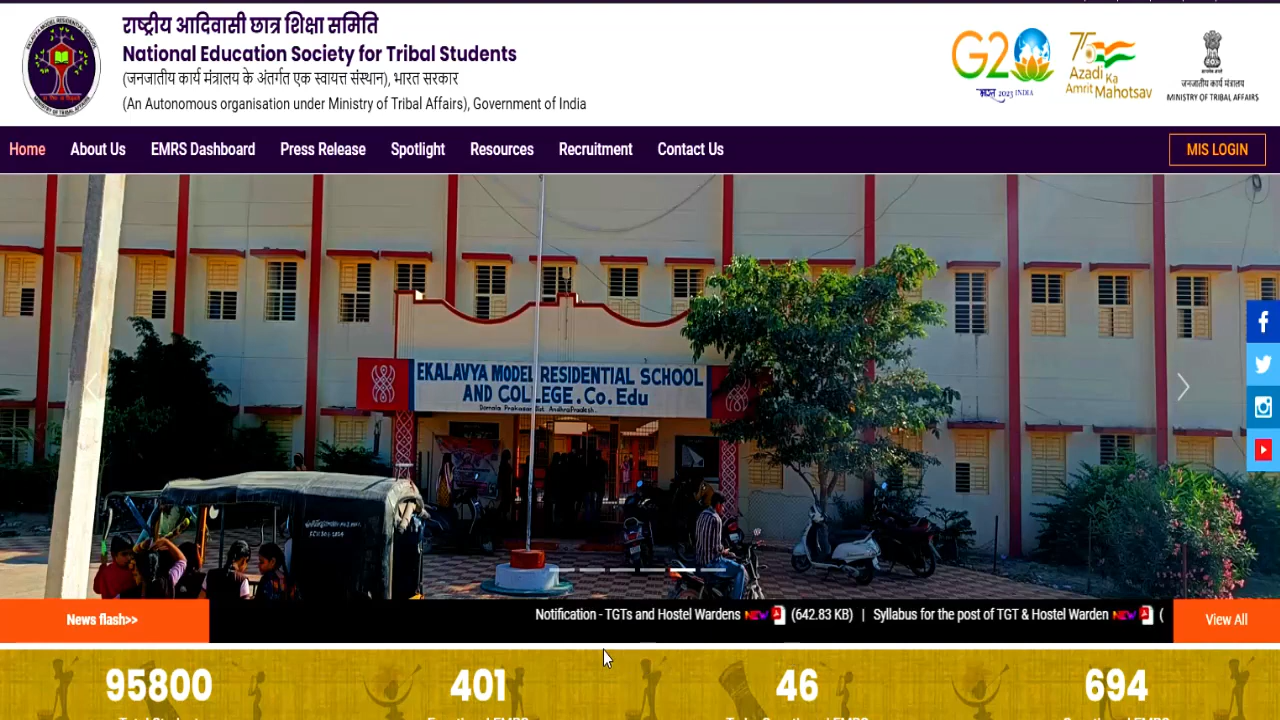 राष्ट्रीय आदिवासी छात्र शिक्षा समिति
National Education Society for Tribal Students
(जनजातीय कार्य मंत्रालय के अंतर्गत एक स्वायत्त संस्थान), भारत सरकार
(An Autonomous organisation under Ministry of Tribal Affairs), Government of India
G20
भारत 2023 INDIA
75
Azadi Ka
Amrit Mahotsav
जनजातीय कार्य मंत्रालय
MINISTRY OF TRIBAL AFFAIRS
Home About Us EMRS Dashboard Press Release Spotlight Resources Recruitment Contact Us MIS LOGIN
EKALAVYA MODEL RESIDENTIAL SCHOOL
AND COLLEGE.Co.Edu
News flash>> Notification - TGTs and Hostel Wardens NEW (642.83 KB) | Syllabus for the post of TGT & Hostel Warden NEW ( View All
95800 401 46 694